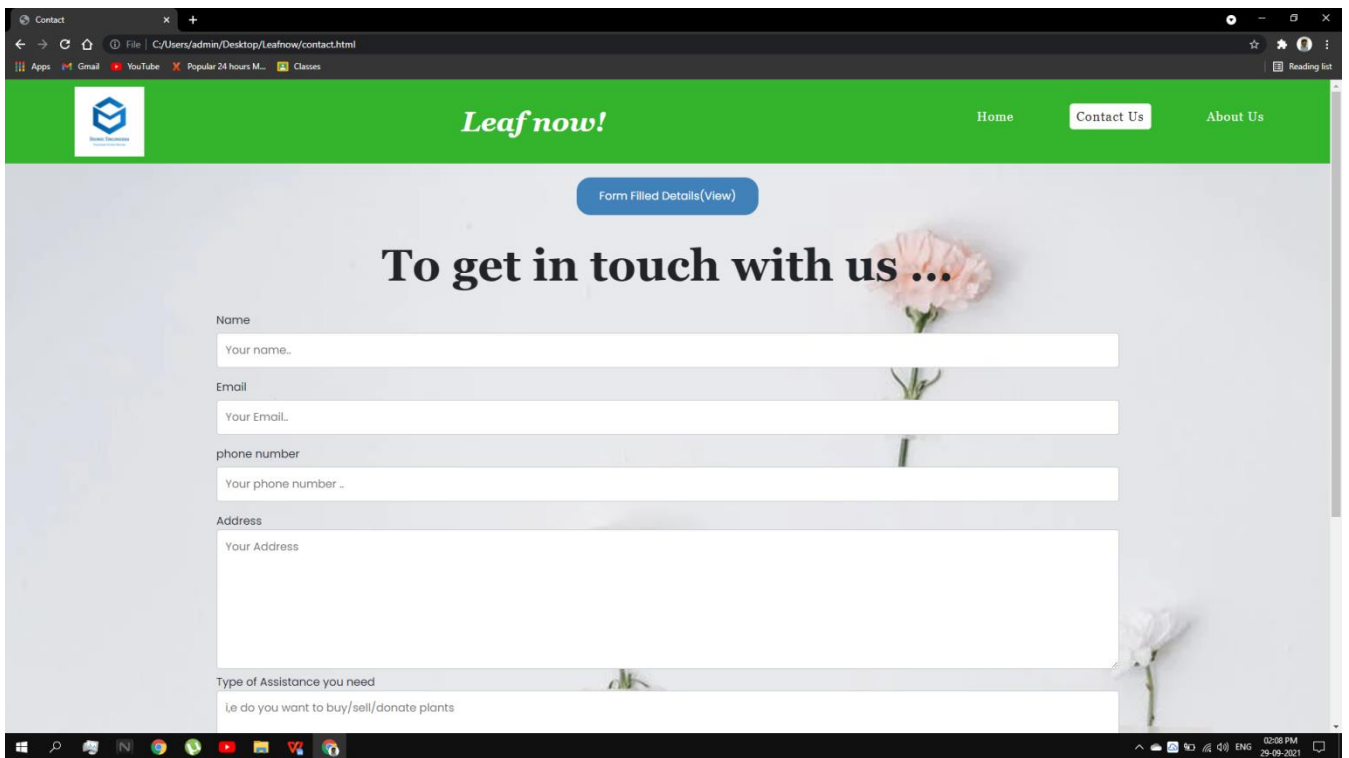 Contact
File
C:/Users/admin/Desktop/Leafnow/contact.html
Apps
Gmail
YouTube
Popular 24 hours M...
Classes
Reading list
Leaf now!
Home
Contact Us
About Us
Form Filled Details(View)
To get in touch with us ...
Name
Your name..
Email
Your Email..
phone number
Your phone number ..
Address
Your Address
Type of Assistance you need
i,e do you want to buy/sell/donate plants
ENG
02:08 PM
29-09-2021